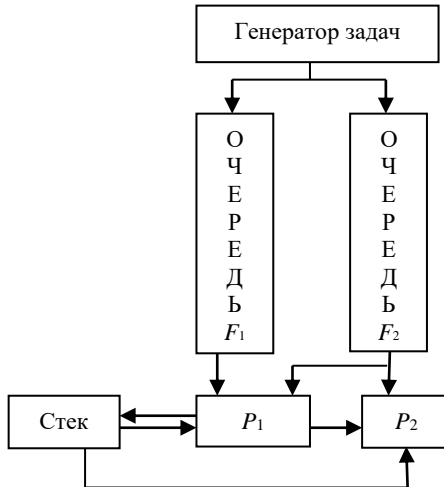 Генератор задач
О
Ч
Е
Р
Е
Д
Ь
F1
О
Ч
Е
Р
Е
Д
Ь
F2
Стек
P1
P2